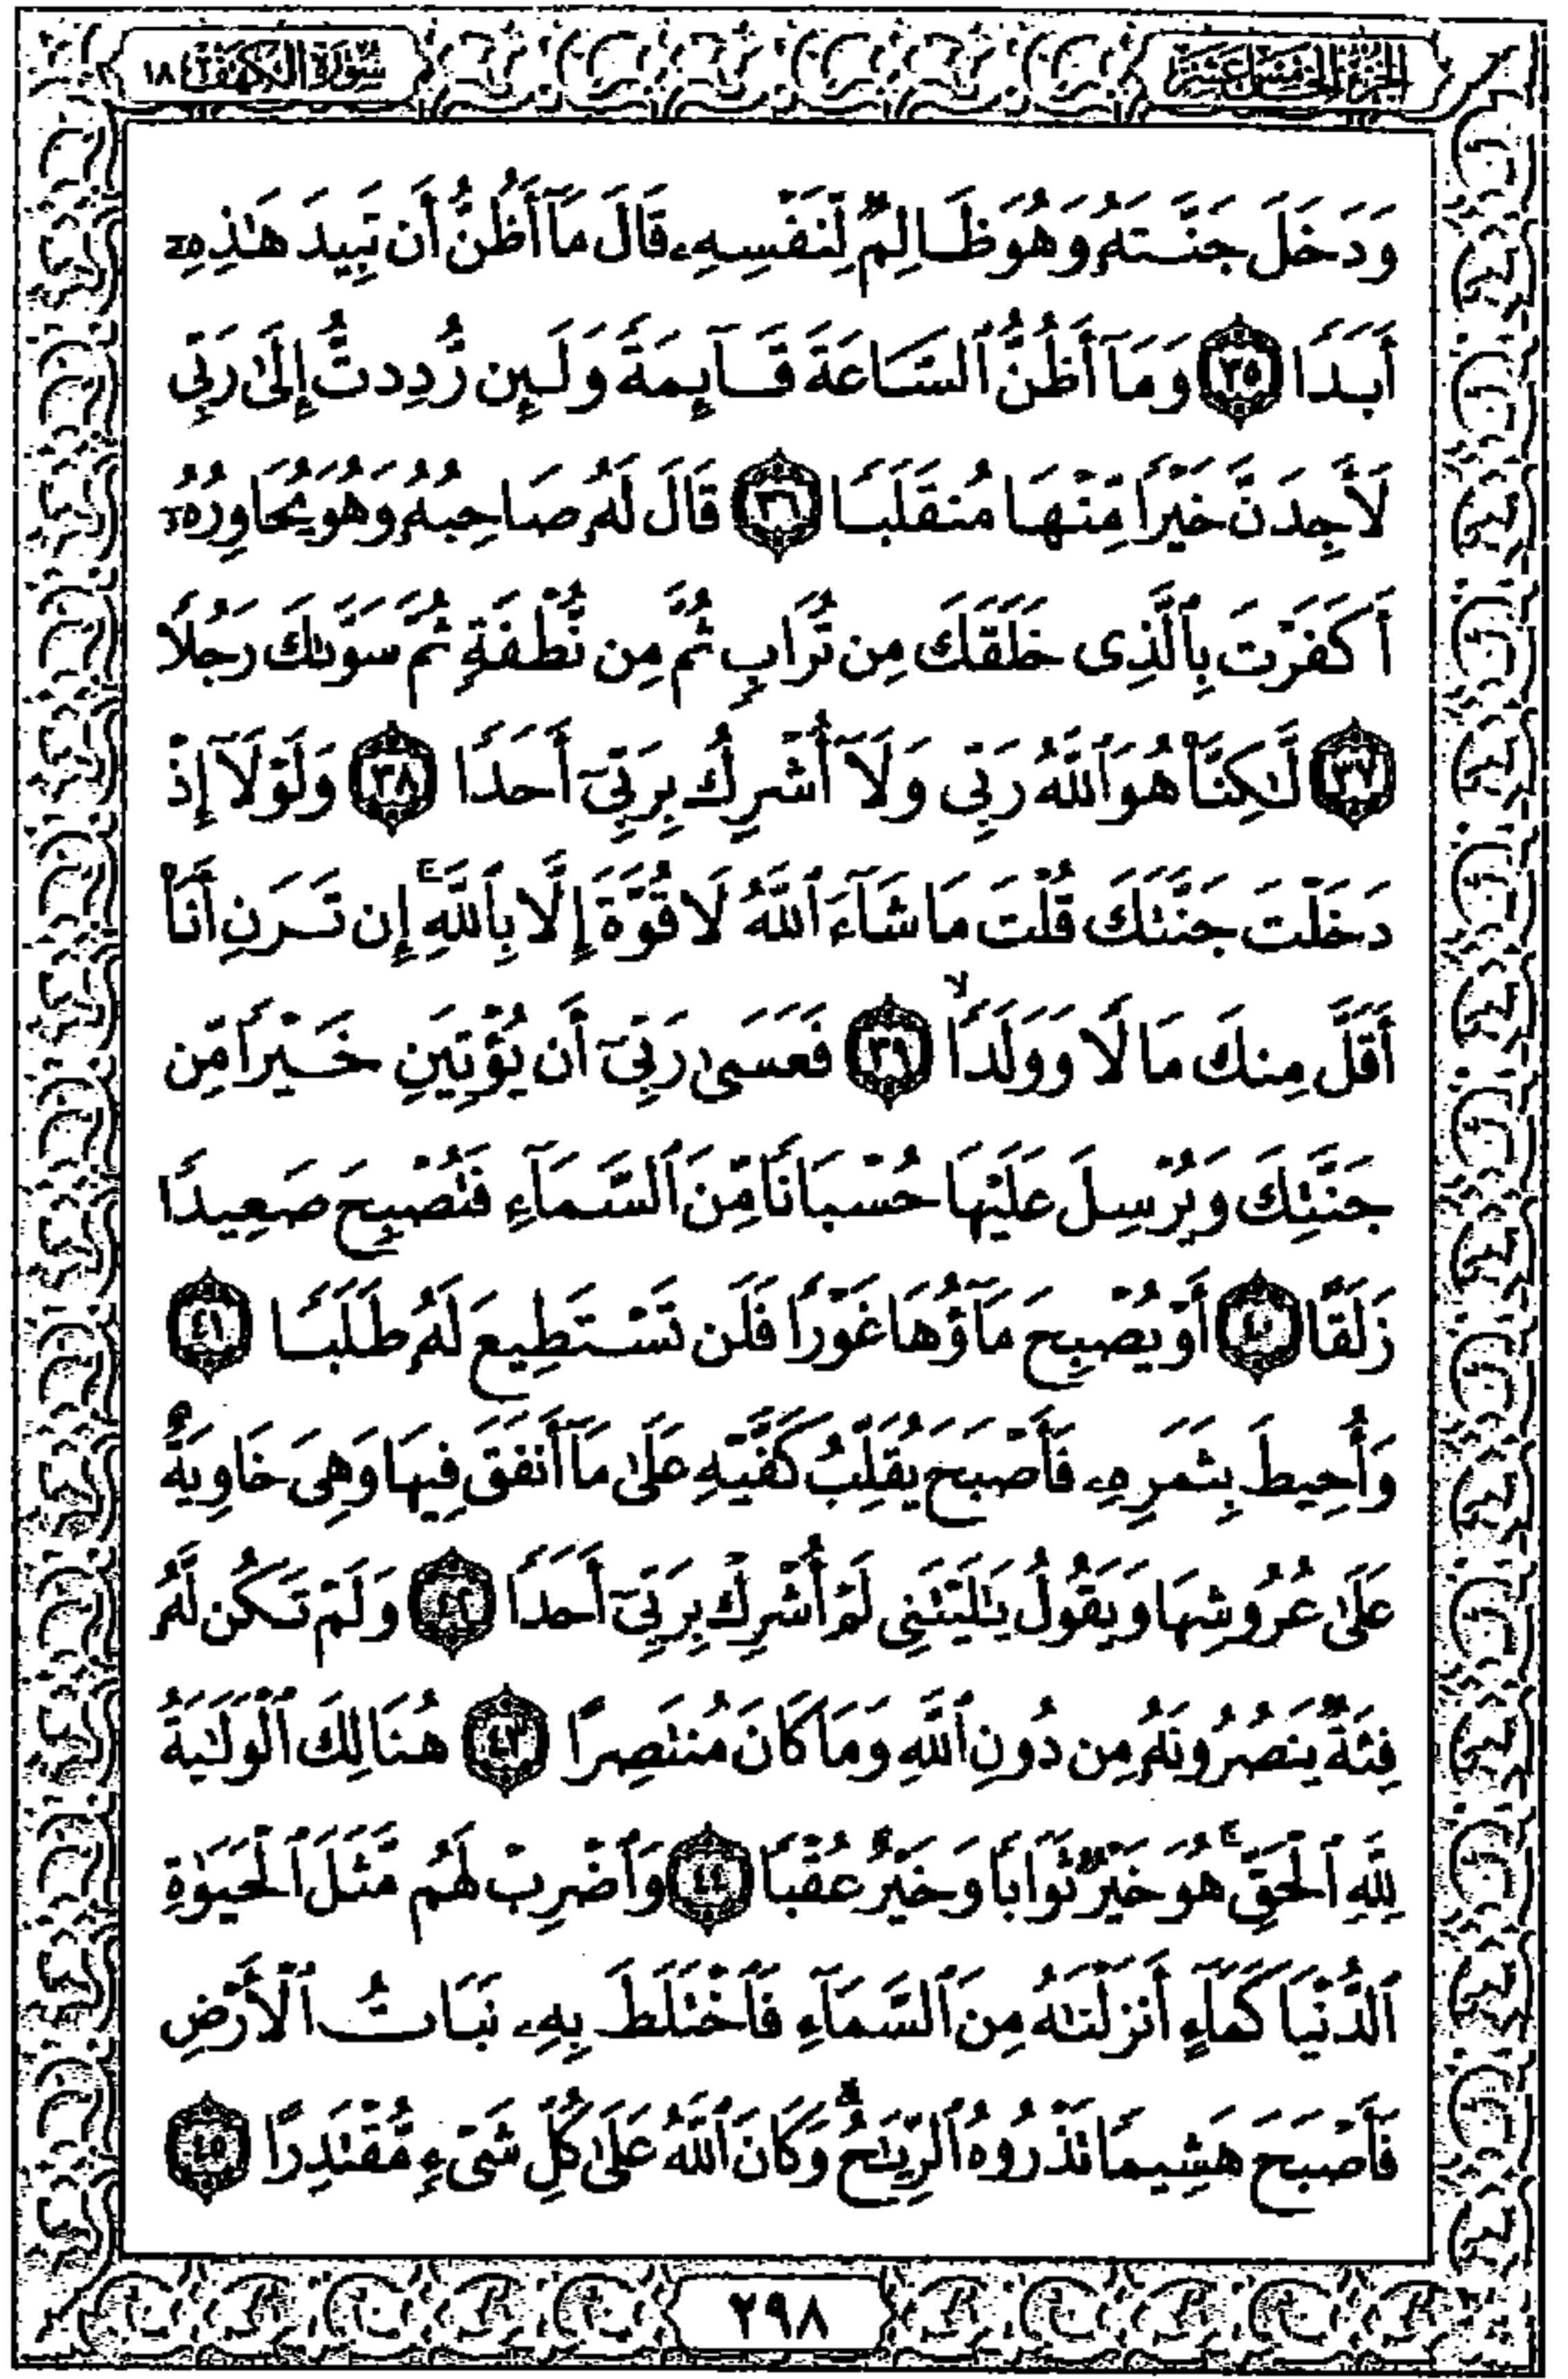 الجزء الخامس عشر
سورة الكهف ١٨
وَدَخَلَ جَنَّتَهُۥ وَهُوَ ظَالِمٌ لِّنَفْسِهِۦ قَالَ مَآ أَظُنُّ أَن تَبِيدَ هَٰذِهِۦٓ
أَبَدًا ٣٥ وَمَآ أَظُنُّ ٱلسَّاعَةَ قَآئِمَةً وَلَئِن رُّدِدتُّ إِلَىٰ رَبِّى
لَأَجِدَنَّ خَيْرًا مِّنْهَا مُنقَلَبًا ٣٦ قَالَ لَهُۥ صَاحِبُهُۥ وَهُوَ يُحَاوِرُهُۥٓ
أَكَفَرْتَ بِٱلَّذِى خَلَقَكَ مِن تُرَابٍ ثُمَّ مِن نُّطْفَةٍ ثُمَّ سَوَّىٰكَ رَجُلًا
٣٧ لَّٰكِنَّا۠ هُوَ ٱللَّهُ رَبِّى وَلَآ أُشْرِكُ بِرَبِّىٓ أَحَدًا ٣٨ وَلَوْلَآ إِذْ
دَخَلْتَ جَنَّتَكَ قُلْتَ مَا شَآءَ ٱللَّهُ لَا قُوَّةَ إِلَّا بِٱللَّهِ ۚ إِن تَرَنِ أَنَا۠
أَقَلَّ مِنكَ مَالًا وَوَلَدًا ۙ ٣٩ فَعَسَىٰ رَبِّىٓ أَن يُؤْتِيَنِ خَيْرًا مِّن
جَنَّتِكَ وَيُرْسِلَ عَلَيْهَا حُسْبَانًا مِّنَ ٱلسَّمَآءِ فَتُصْبِحَ صَعِيدًا
زَلَقًا ٤٠ أَوْ يُصْبِحَ مَآؤُهَا غَوْرًا فَلَن تَسْتَطِيعَ لَهُۥ طَلَبًا ٤١
وَأُحِيطَ بِثَمَرِهِۦ فَأَصْبَحَ يُقَلِّبُ كَفَّيْهِ عَلَىٰ مَآ أَنفَقَ فِيهَا وَهِىَ خَاوِيَةٌ
عَلَىٰ عُرُوشِهَا وَيَقُولُ يَٰلَيْتَنِى لَمْ أُشْرِكْ بِرَبِّىٓ أَحَدًا ٤٢ وَلَمْ تَكُن لَّهُۥ
فِئَةٌ يَنصُرُونَهُۥ مِن دُونِ ٱللَّهِ وَمَا كَانَ مُنتَصِرًا ٤٣ هُنَالِكَ ٱلْوَلَٰيَةُ
لِلَّهِ ٱلْحَقِّ ۚ هُوَ خَيْرٌ ثَوَابًا وَخَيْرٌ عُقْبًا ٤٤ وَٱضْرِبْ لَهُم مَّثَلَ ٱلْحَيَوٰةِ
ٱلدُّنْيَا كَمَآءٍ أَنزَلْنَٰهُ مِنَ ٱلسَّمَآءِ فَٱخْتَلَطَ بِهِۦ نَبَاتُ ٱلْأَرْضِ
فَأَصْبَحَ هَشِيمًا تَذْرُوهُ ٱلرِّيَٰحُ ۗ وَكَانَ ٱللَّهُ عَلَىٰ كُلِّ شَىْءٍ مُّقْتَدِرًا ٤٥
٢٩٨